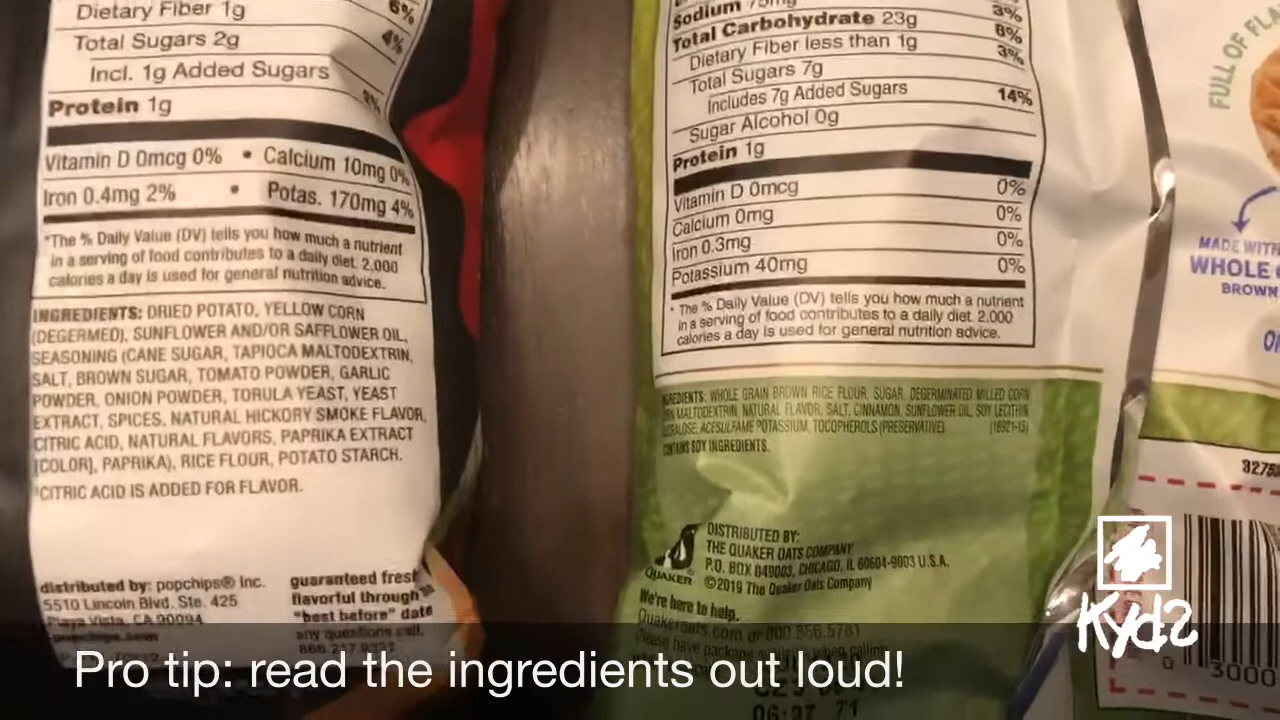 Dietary Fiber 1g 6%
Total Sugars 2g 4%
Incl. 1g Added Sugars
Protein 1g
Vitamin D 0mcg 0% • Calcium 10mg 0%
Iron 0.4mg 2% • Potas. 170mg 4%
*The % Daily Value (DV) tells you how much a nutrient
in a serving of food contributes to a daily diet. 2,000
calories a day is used for general nutrition advice.
INGREDIENTS: DRIED POTATO, YELLOW CORN
(DEGERMED), SUNFLOWER AND/OR SAFFLOWER OIL,
SEASONING (CANE SUGAR, TAPIOCA MALTODEXTRIN,
SALT, BROWN SUGAR, TOMATO POWDER, GARLIC
POWDER, ONION POWDER, TORULA YEAST, YEAST
EXTRACT, SPICES, NATURAL HICKORY SMOKE FLAVOR,
CITRIC ACID, NATURAL FLAVORS, PAPRIKA EXTRACT
[COLOR], PAPRIKA), RICE FLOUR, POTATO STARCH.
*CITRIC ACID IS ADDED FOR FLAVOR.
distributed by: popchips® Inc.
5510 Lincoln Blvd. Ste. 425
Playa Vista, CA 90094
guaranteed fresh
flavorful through
"best before" date
any questions call.
Sodium 75mg 3%
Total Carbohydrate 23g 8%
Dietary Fiber less than 1g 3%
Total Sugars 7g
Includes 7g Added Sugars 14%
Sugar Alcohol 0g
Protein 1g
Vitamin D 0mcg 0%
Calcium 0mg 0%
Iron 0.3mg 0%
Potassium 40mg 0%
* The % Daily Value (DV) tells you how much a nutrient
in a serving of food contributes to a daily diet. 2,000
calories a day is used for general nutrition advice.
INGREDIENTS: WHOLE GRAIN BROWN RICE FLOUR, SUGAR, DEGERMINATED MILLED CORN
MALTODEXTRIN, NATURAL FLAVOR, SALT, CINNAMON, SUNFLOWER OIL, SOY LECITHIN
ACESULFAME POTASSIUM, TOCOPHEROLS (PRESERVATIVE)
CONTAINS SOY INGREDIENTS.
QUAKER
DISTRIBUTED BY:
THE QUAKER OATS COMPANY
P.O. BOX 049003, CHICAGO, IL 60604-9003 U.S.A.
©2019 The Quaker Oats Company
We're here to help.
Quakeroats.com or 800.856.5781
Please have package available when calling
06:27 71
FULL OF
MADE WITH
WHOLE
BROWN
0 3000
Kydz
Pro tip: read the ingredients out loud!